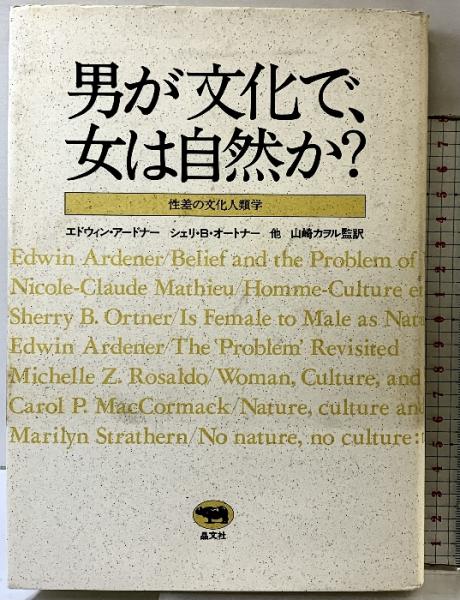 男が文化で、
女は自然か?
性差の文化人類学
エドウィン・アードナー シェリ・B・オートナー 他 山崎カヲル監訳
Edwin Ardener/Belief and the Problem of
Nicole-Claude Mathieu/Homme-Culture et
Sherry B. Ortner/Is Female to Male as Natu
Edwin Ardener/The 'Problem' Revisited
Michelle Z. Rosaldo/Woman, Culture, and
Carol P. MacCormack/Nature, culture and
Marilyn Strathern/No nature, no culture:
晶文社